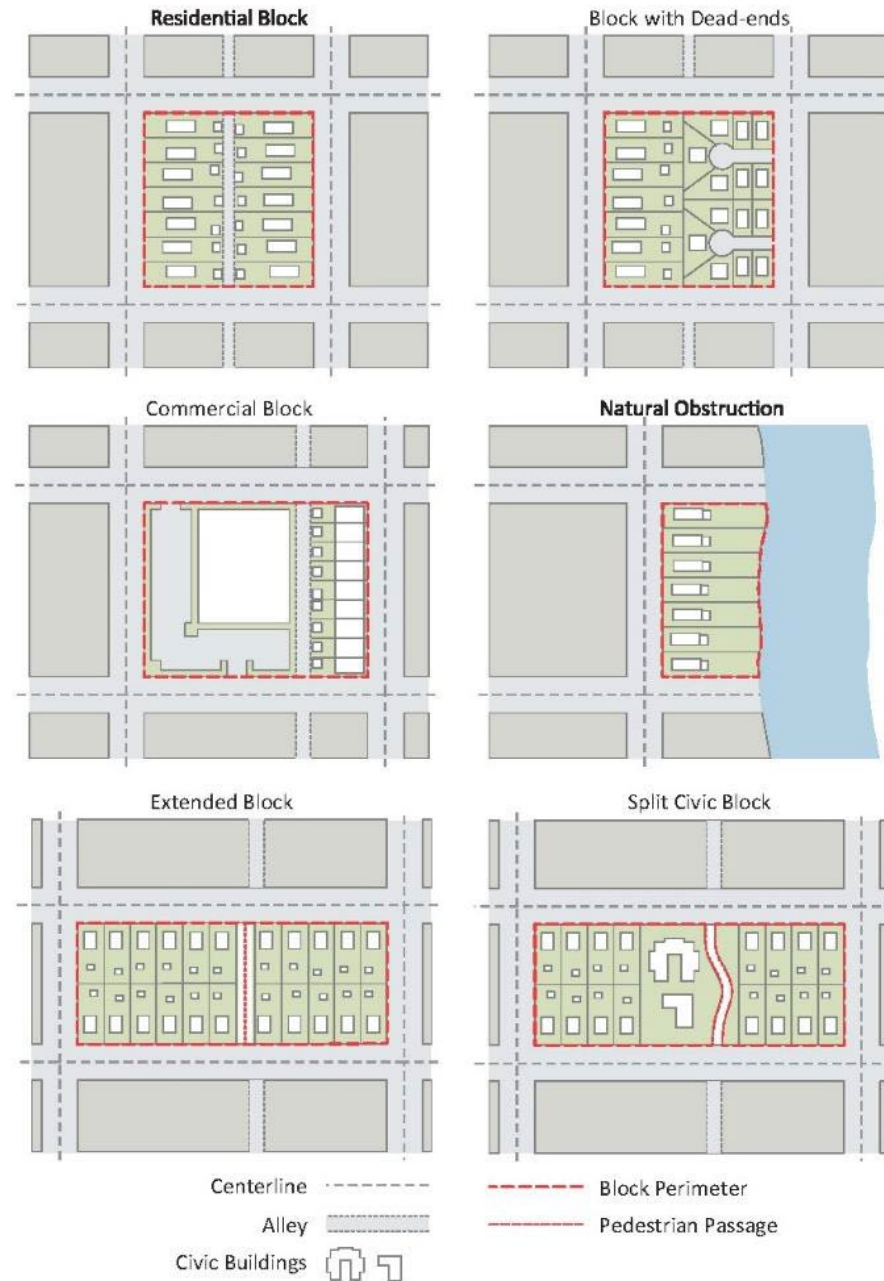 Residential Block
Block with Dead-ends
Commercial Block
Natural Obstruction
Extended Block
Split Civic Block
Centerline
Block Perimeter
Alley
Pedestrian Passage
Civic Buildings